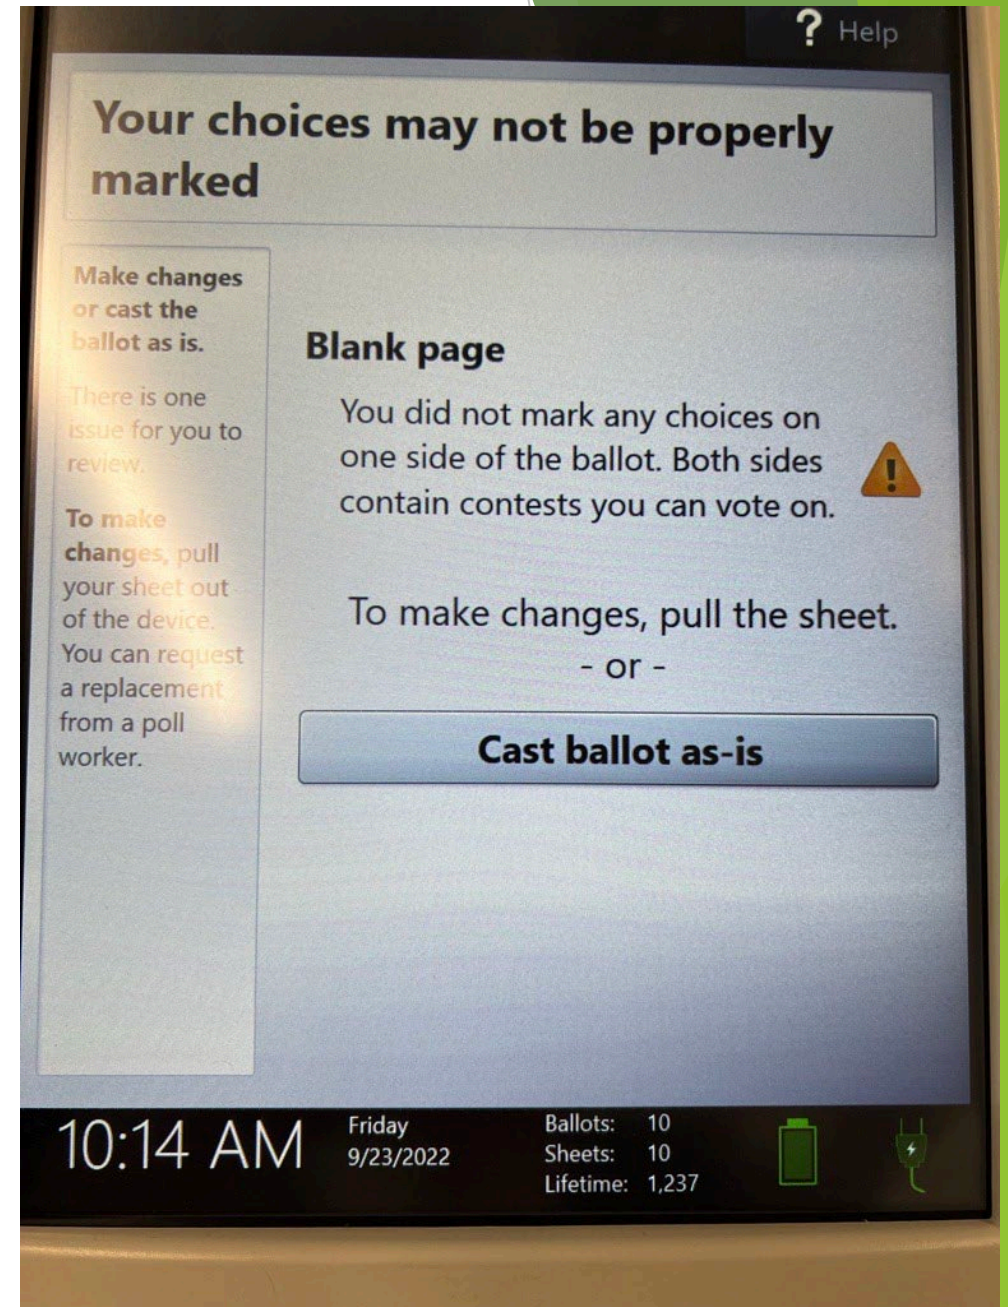 ? Help
Your choices may not be properly
marked
Make changes
or cast the
ballot as is.
There is one
issue for you to
review.
To make
changes, pull
your sheet out
of the device.
You can request
a replacement
from a poll
worker.
Blank page
You did not mark any choices on
one side of the ballot. Both sides
contain contests you can vote on.
To make changes, pull the sheet.
- or -
Cast ballot as-is
10:14 AM
Friday
9/23/2022
Ballots: 10
Sheets: 10
Lifetime: 1,237